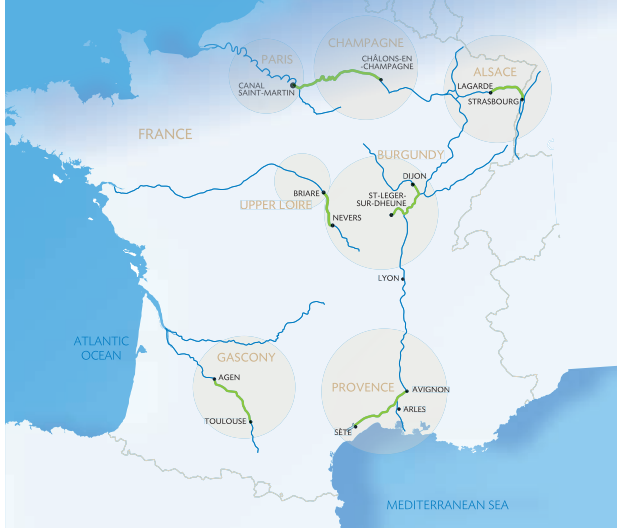 CHAMPAGNE
PARIS
CHÂLONS-EN
-CHAMPAGNE
ALSACE
CANAL
SAINT-MARTIN
LAGARDE
STRASBOURG
FRANCE
BURGUNDY
DIJON
BRIARE
ST-LEGER-
SUR-DHEUNE
UPPER LOIRE
NEVERS
LYON
ATLANTIC
OCEAN
GASCONY
AGEN
PROVENCE
AVIGNON
ARLES
TOULOUSE
SÈTE
MEDITERRANEAN SEA